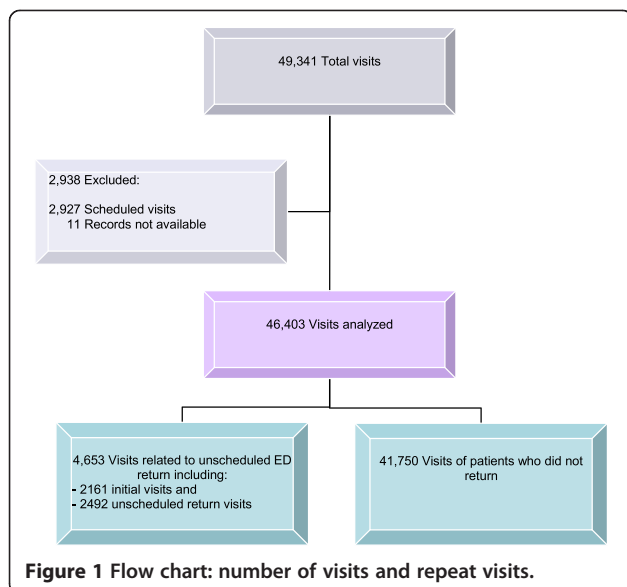 49,341 Total visits
2,938 Excluded:
2,927 Scheduled visits
11 Records not available
46,403 Visits analyzed
4,653 Visits related to unscheduled ED
return including:
- 2161 initial visits and
- 2492 unscheduled return visits
41,750 Visits of patients who did not
return
Figure 1 Flow chart: number of visits and repeat visits.